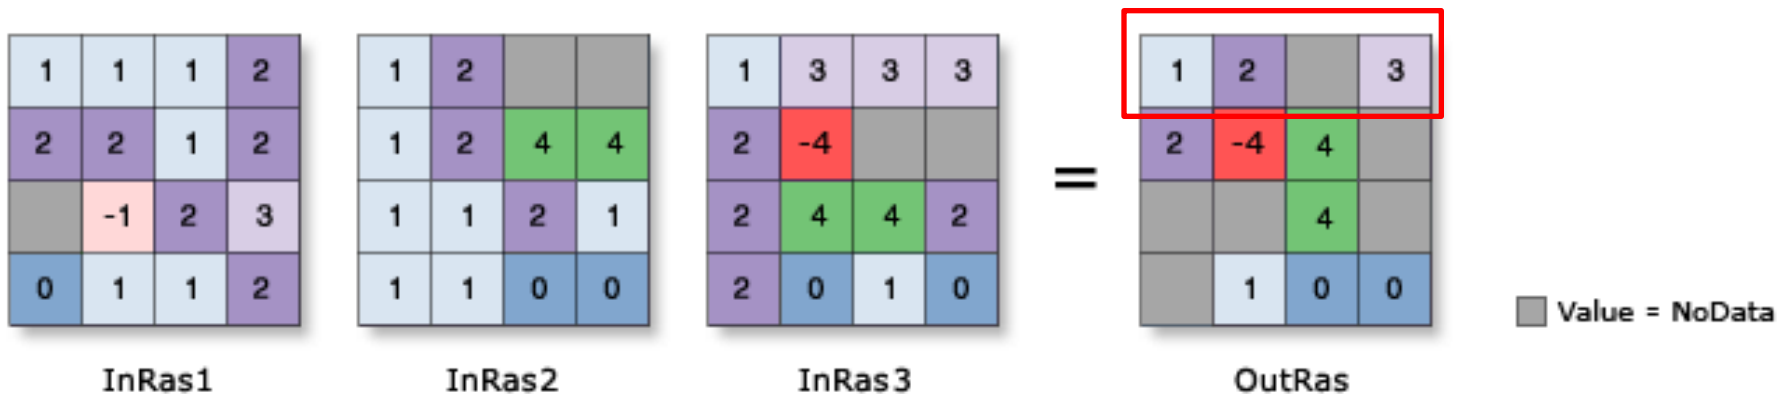 1 1 1 2 1 2 1 3 3 3 1 2 3
2 2 1 2 1 2 4 4 2 -4 2 -4 4
-1 2 3 1 1 2 1 2 4 4 2 4
0 1 1 2 1 1 0 0 2 0 1 0 1 0 0
=
Value = NoData
InRas1 InRas2 InRas3 OutRas